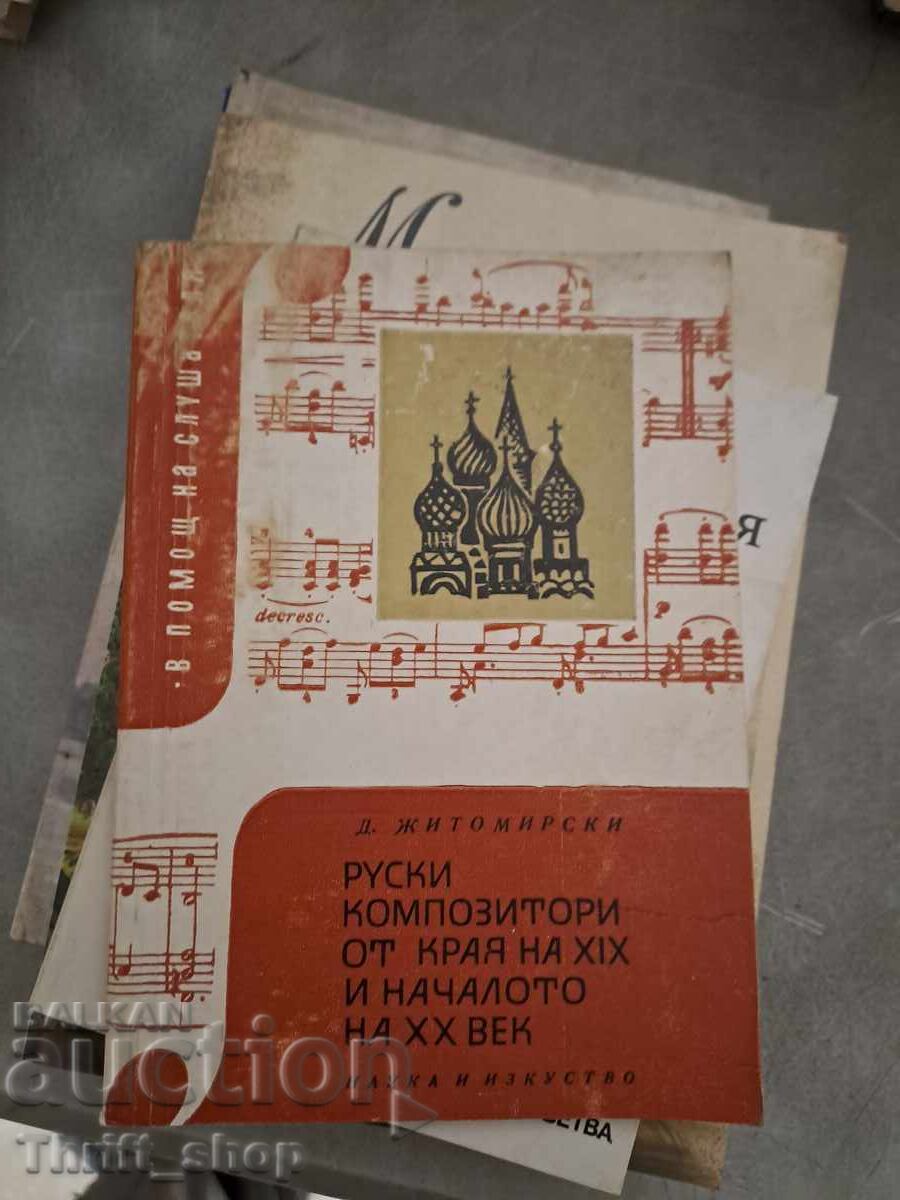 М
Я
· В ПОМОЩ НА СЛУША
decresc.
Д. ЖИТОМИРСКИ
РУСКИ
КОМПОЗИТОРИ
ОТ КРАЯ НА XIX
И НАЧАЛОТО
НА XX ВЕК
НАУКА И ИЗКУСТВО
BALKAN
auction
Thrift_shop